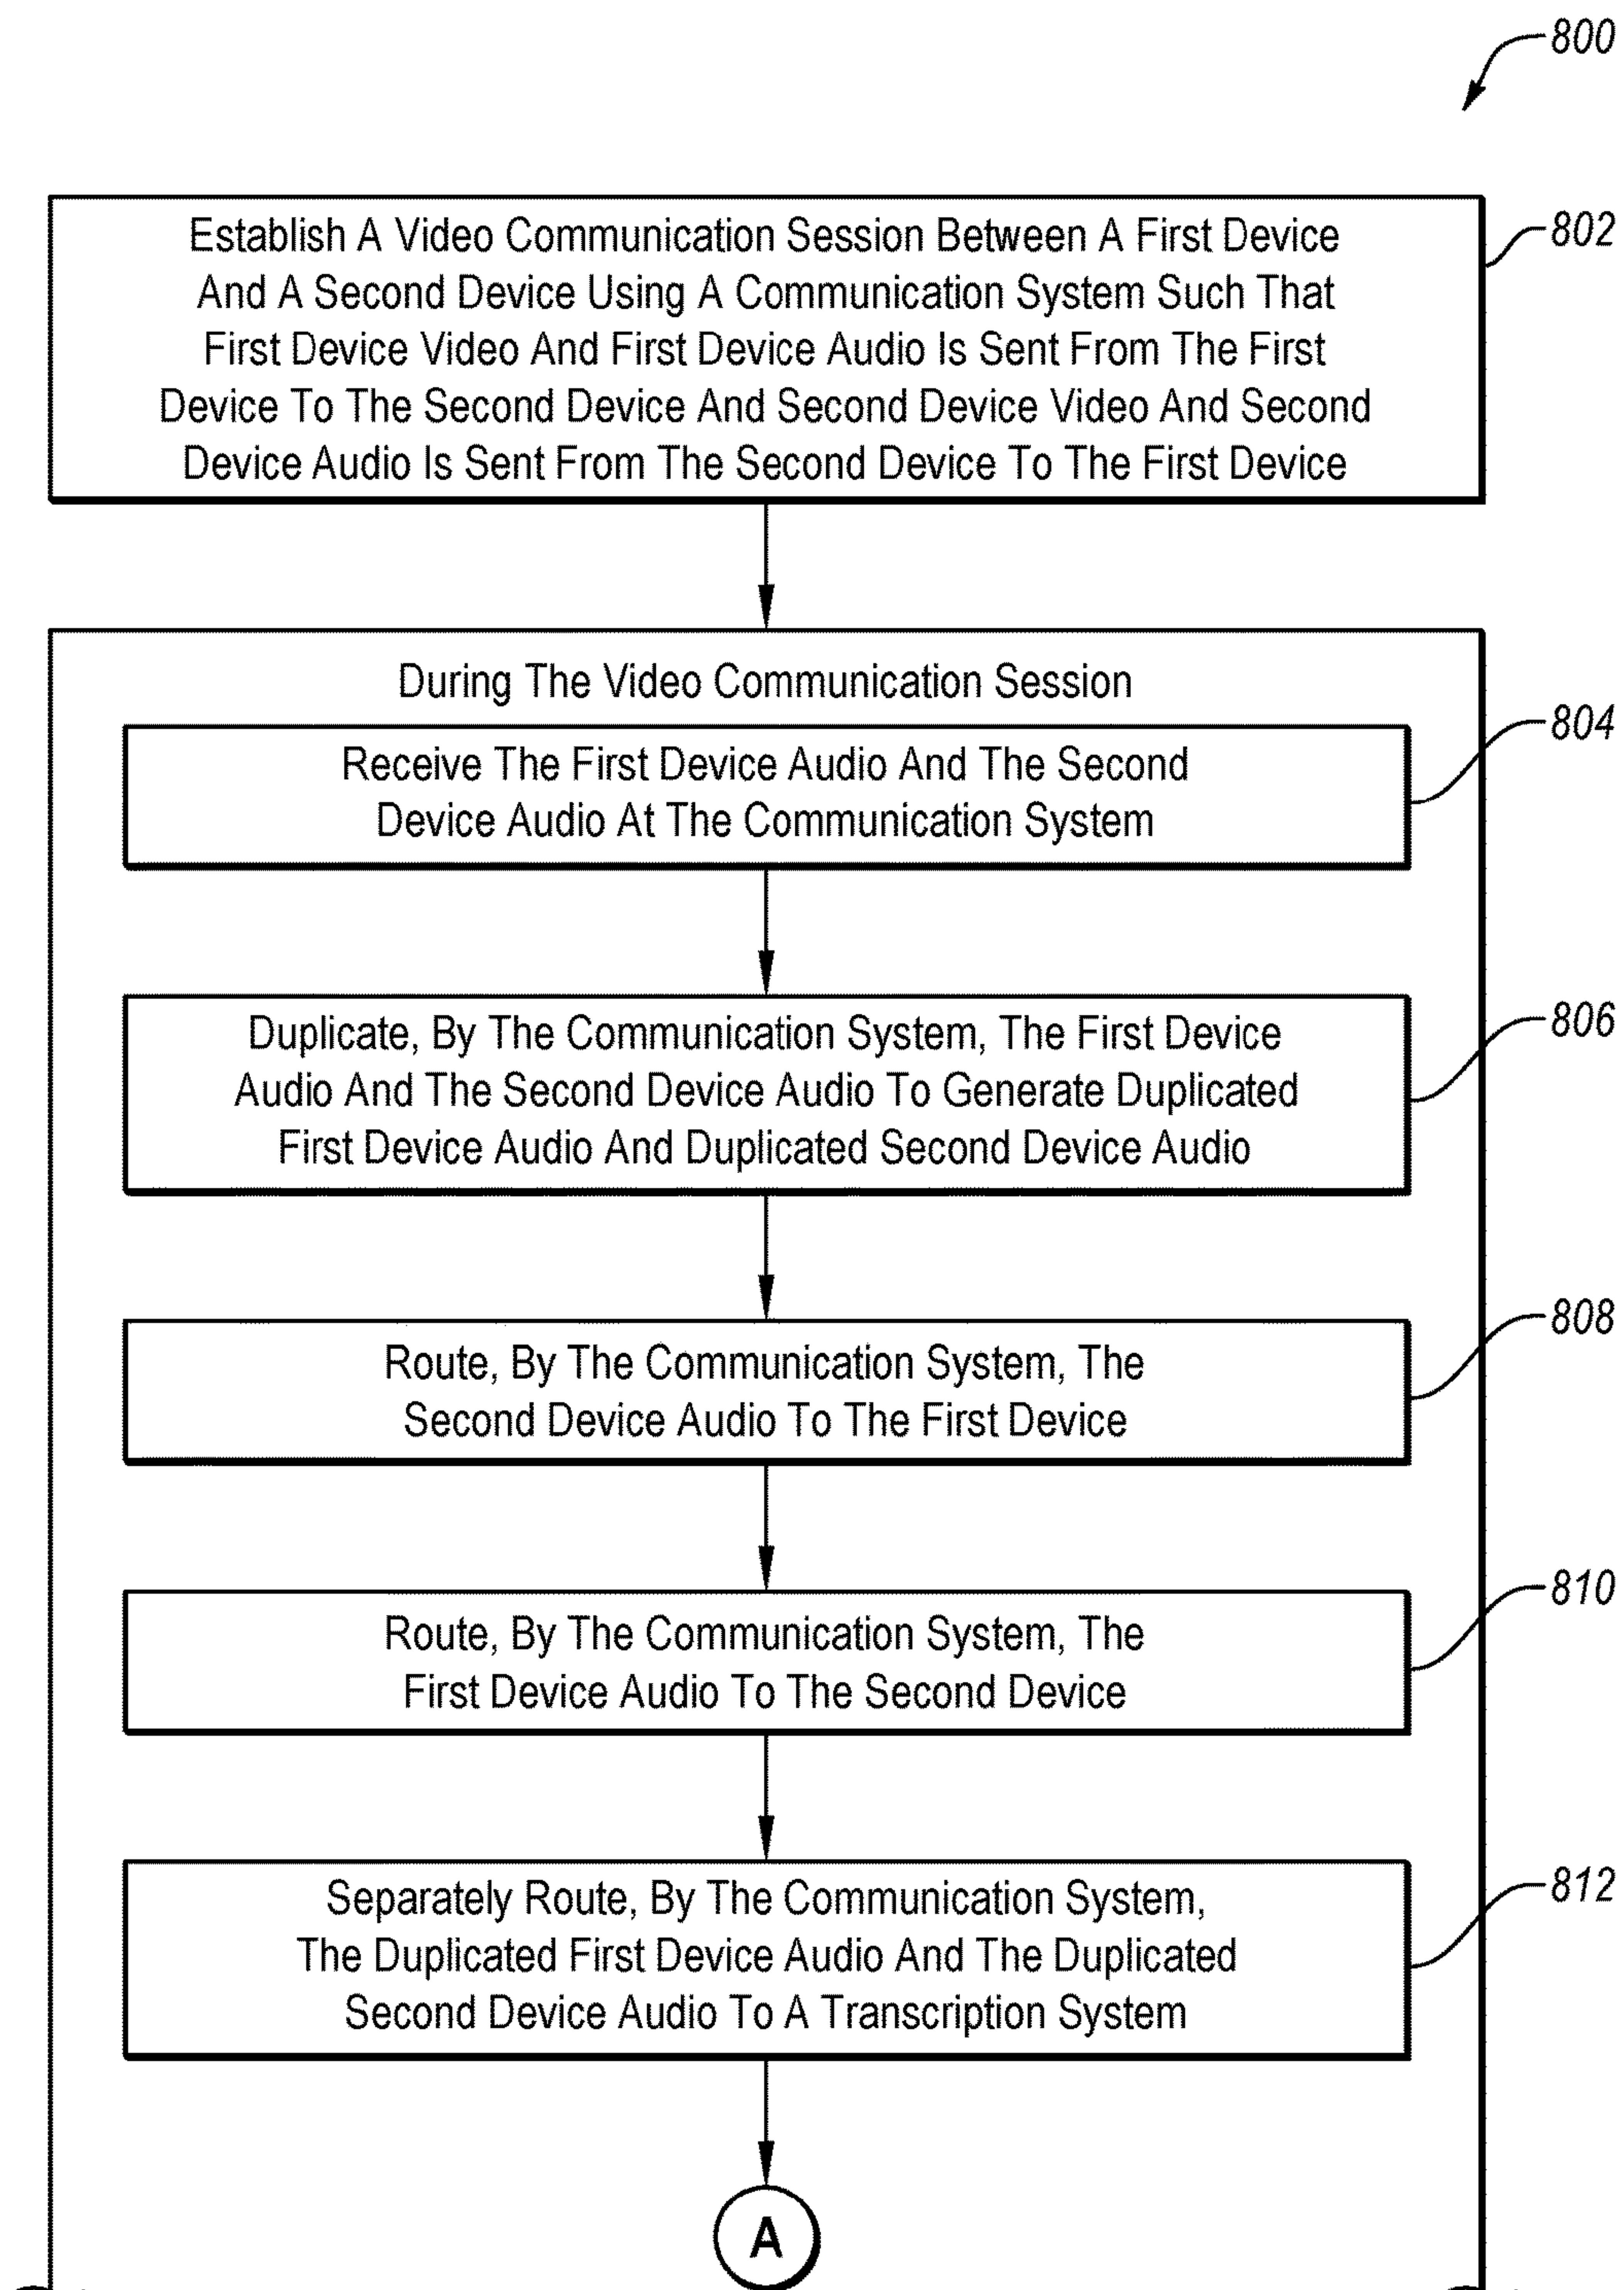 800
Establish A Video Communication Session Between A First Device
And A Second Device Using A Communication System Such That
First Device Video And First Device Audio Is Sent From The First
Device To The Second Device And Second Device Video And Second
Device Audio Is Sent From The Second Device To The First Device
802
During The Video Communication Session
Receive The First Device Audio And The Second
Device Audio At The Communication System
804
Duplicate, By The Communication System, The First Device
Audio And The Second Device Audio To Generate Duplicated
First Device Audio And Duplicated Second Device Audio
806
Route, By The Communication System, The
Second Device Audio To The First Device
808
Route, By The Communication System, The
First Device Audio To The Second Device
810
Separately Route, By The Communication System,
The Duplicated First Device Audio And The Duplicated
Second Device Audio To A Transcription System
812
A